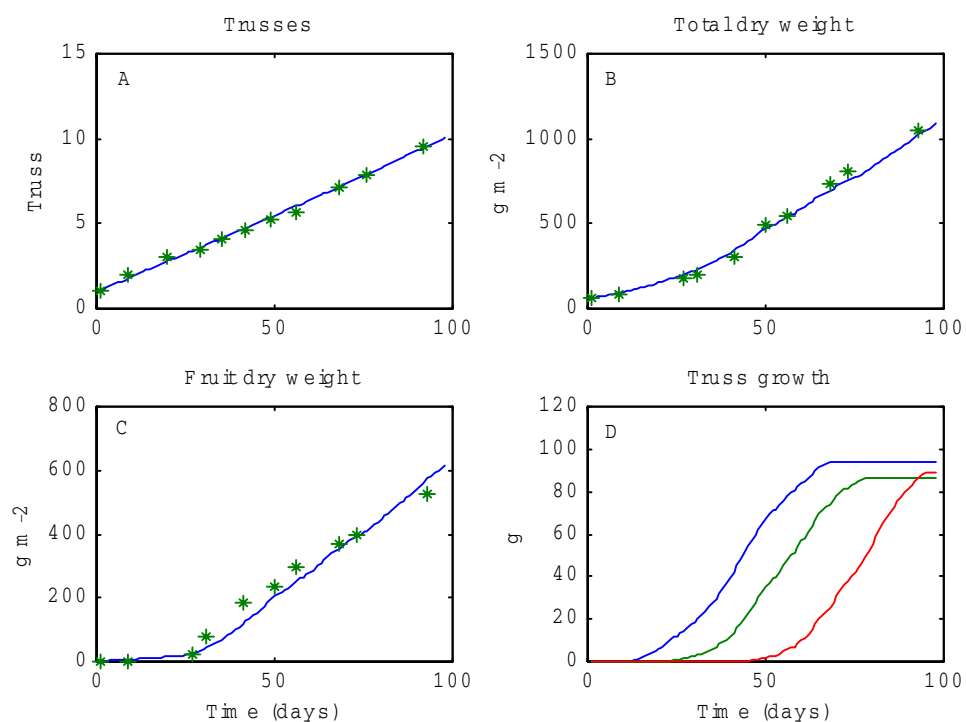 Trusses
Total dry weight
15
A
10
Truss
5
0
0
50
100
1500
B
1000
g m-2
500
0
0
50
100
Fruit dry weight
Truss growth
800
C
600
g m-2
400
200
0
0
50
100
Time (days)
120
D
100
80
g
60
40
20
0
0
50
100
Time (days)